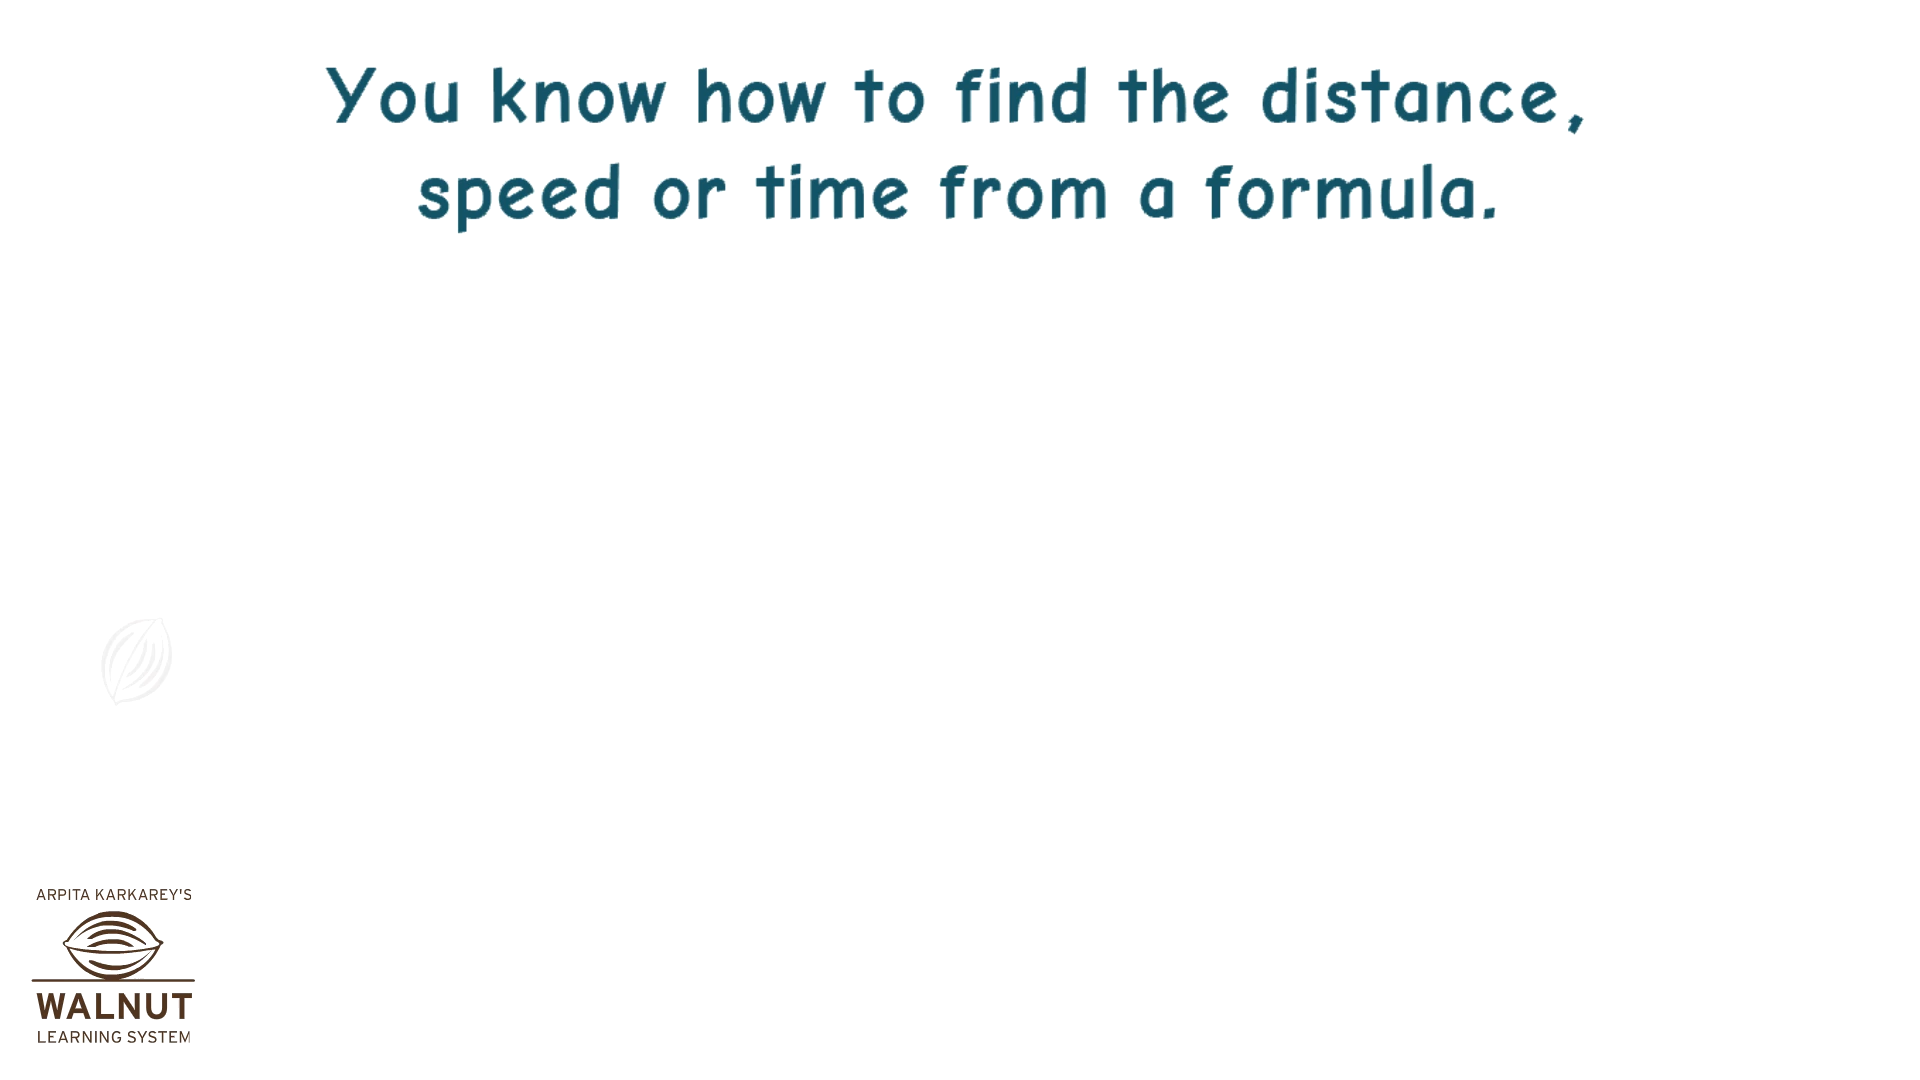 You know how to find the distance,
speed or time from a formula.
ARPITA KARKAREY'S
WALNUT
LEARNING SYSTEM